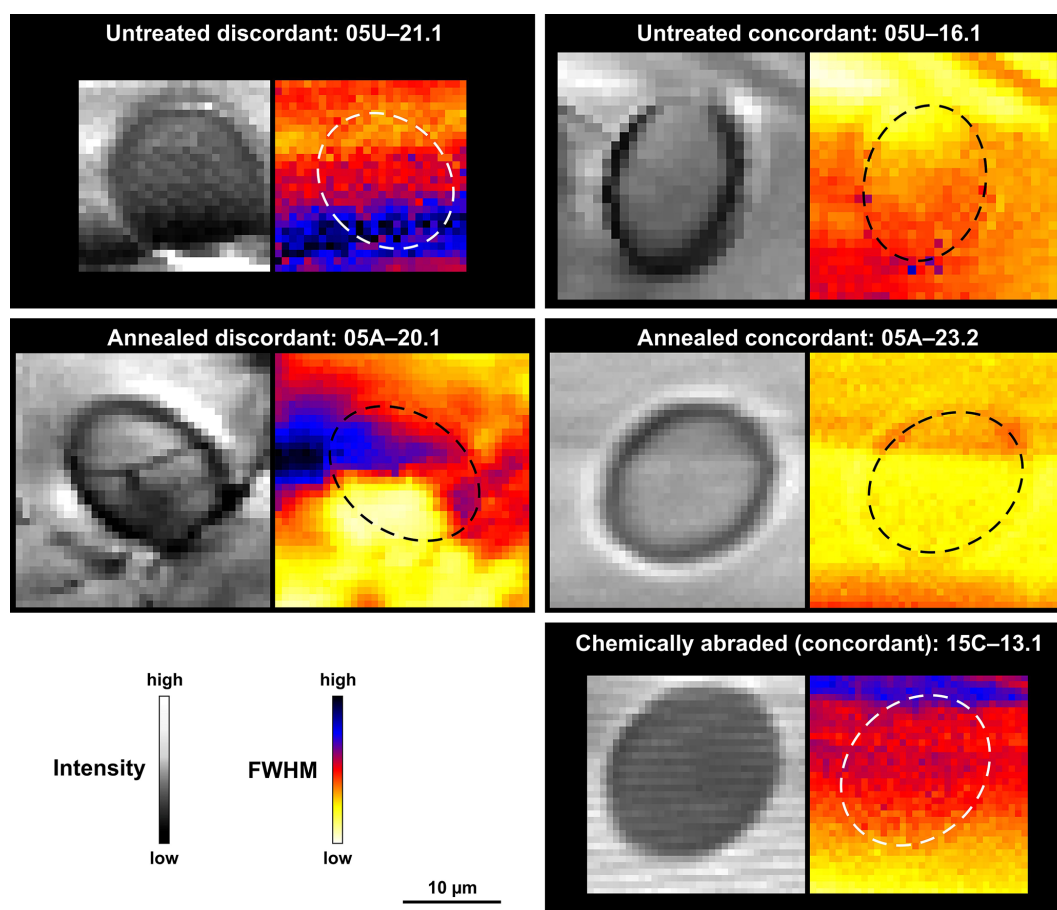 Untreated discordant: 05U–21.1
Untreated concordant: 05U–16.1
Annealed discordant: 05A–20.1
Annealed concordant: 05A–23.2
Chemically abraded (concordant): 15C–13.1
high
high
Intensity
FWHM
low
low
10 µm